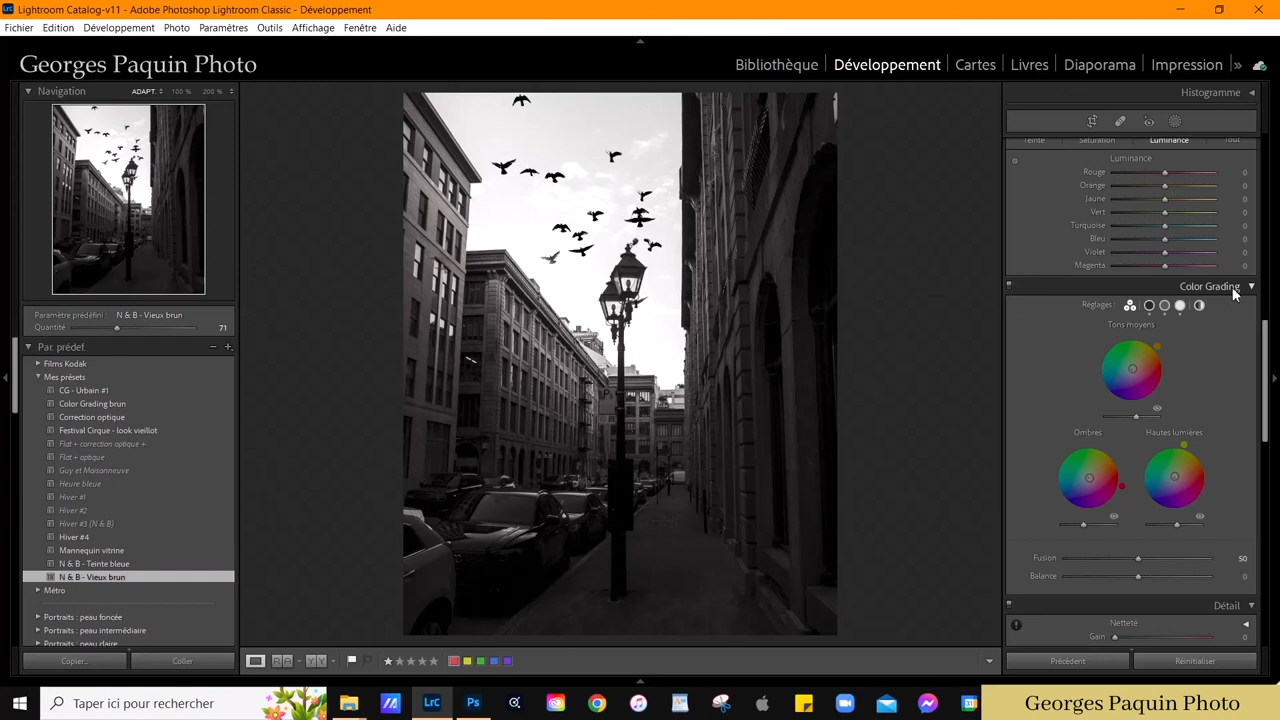 Lightroom Catalog-v11 - Adobe Photoshop Lightroom Classic - Développement
Fichier Edition Développement Photo Paramètres Outils Affichage Fenêtre Aide
Georges Paquin Photo
Bibliothèque Développement Cartes Livres Diaporama Impression »
Navigation ADAPT. 100 % 200 %
Paramètre prédéfini : N & B - Vieux brun
Quantité 71
Par. prédéf.
Films Kodak
Mes présets
CG - Urbain #1
Color Grading brun
Correction optique
Festival Cirque - look vieillot
Flat + correction optique +
Flat + optique
Guy et Maisonneuve
Heure bleue
Hiver #1
Hiver #2
Hiver #3 (N & B)
Hiver #4
Mannequin vitrine
N & B - Teinte bleue
N & B - Vieux brun
Métro
Portraits : peau foncée
Portraits : peau intermédiaire
Portraits : peau claire
Copier... Coller
Histogramme
Teinte Saturation Luminance Tout
Luminance
Rouge 0
Orange 0
Jaune 0
Vert 0
Turquoise 0
Bleu 0
Violet 0
Magenta 0
Color Grading
Réglages :
Tons moyens
Ombres Hautes lumières
Fusion 50
Balance 0
Détail
Netteté
Gain 0
Précédent Réinitialiser
Taper ici pour rechercher
LrC Ps
Georges Paquin Photo